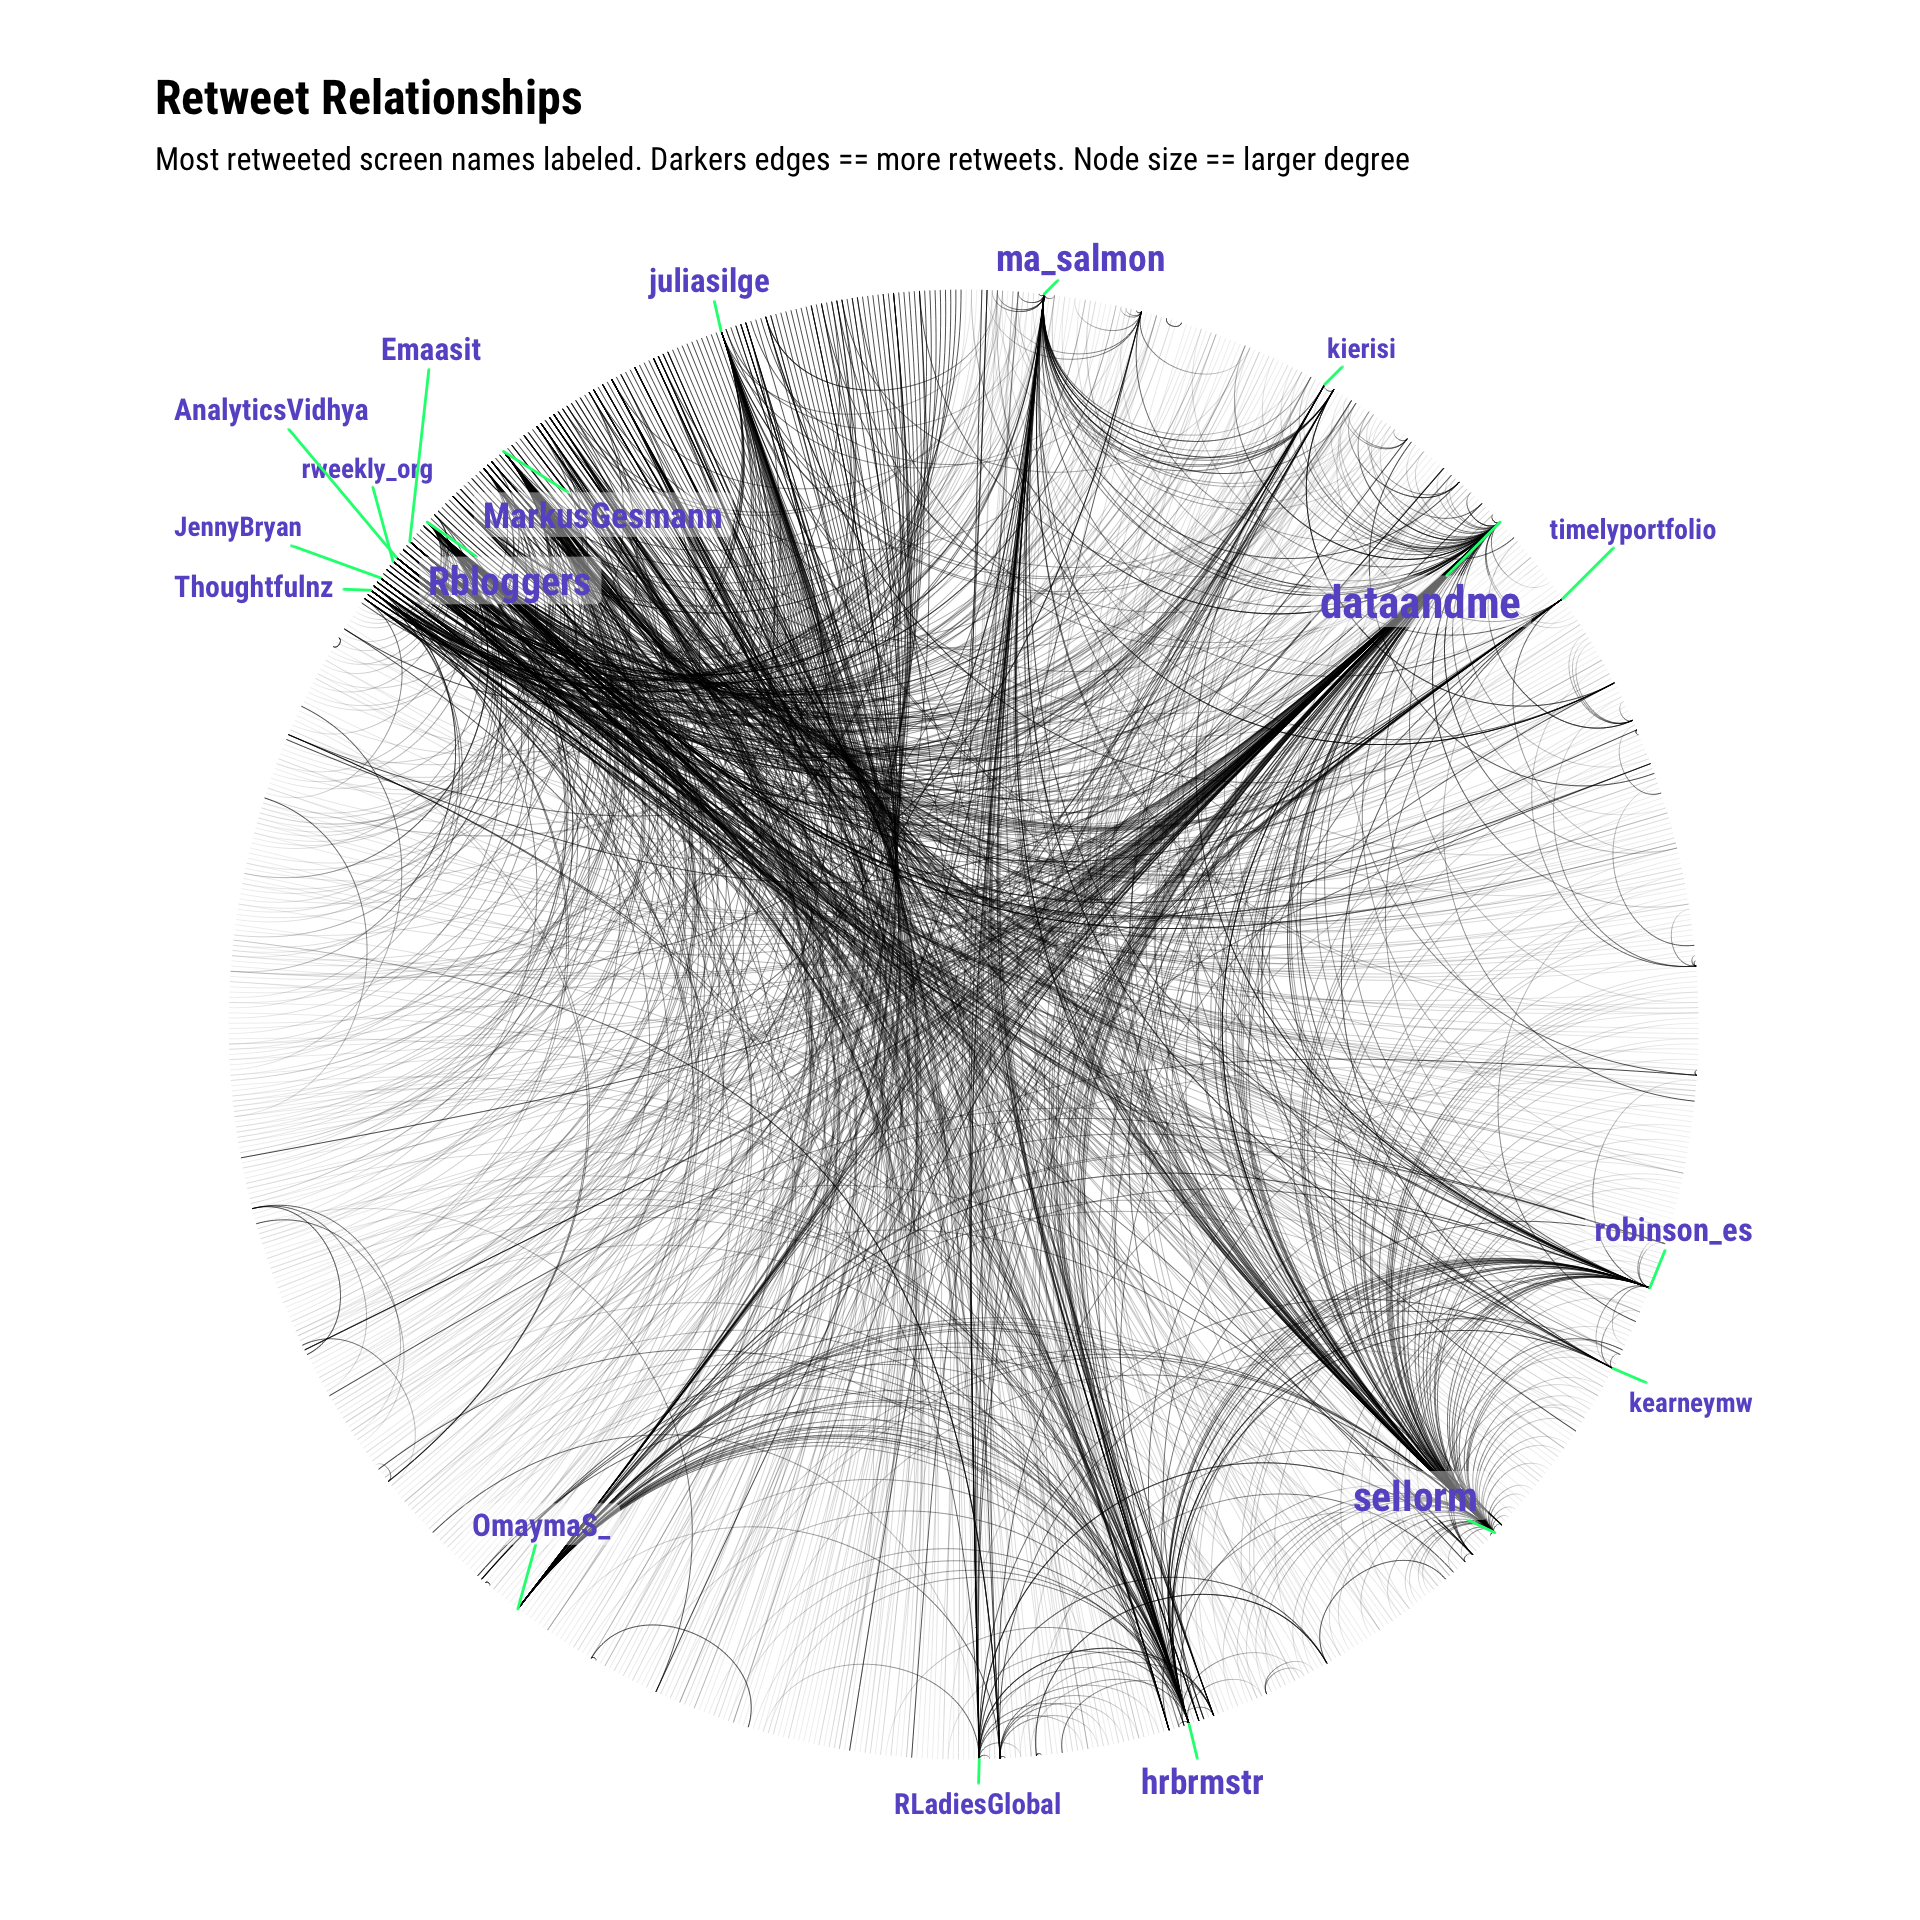 Retweet Relationships
Most retweeted screen names labeled. Darkers edges == more retweets. Node size == larger degree
ma_salmon
juliasilge
Emaasit
kierisi
AnalyticsVidhya
rweekly_org
MarkusGesmann
JennyBryan
timelyportfolio
Rbloggers
Thoughtfulnz
dataandme
robinson_es
kearneymw
sellorm
OmaymaS_
hrbrmstr
RLadiesGlobal